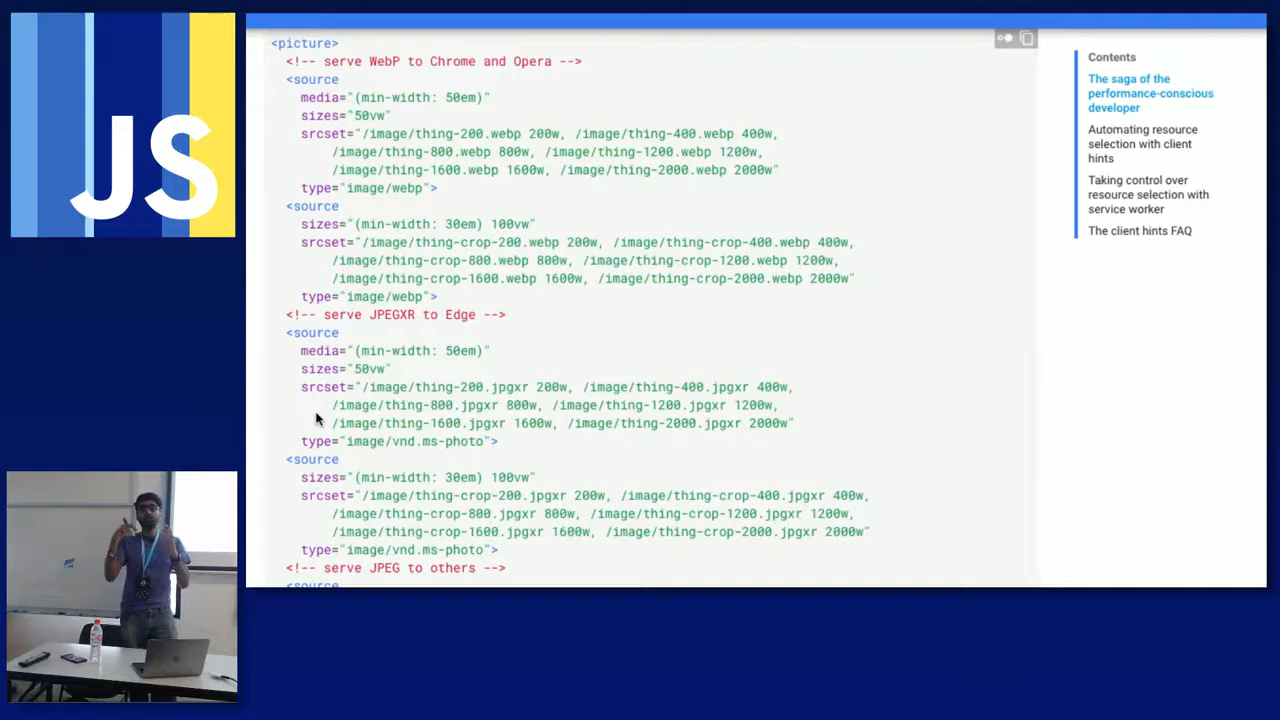 JS
<picture>
<!-- serve WebP to Chrome and Opera -->
<source
media="(min-width: 50em)"
sizes="50vw"
srcset="/image/thing-200.webp 200w, /image/thing-400.webp 400w,
/image/thing-800.webp 800w, /image/thing-1200.webp 1200w,
/image/thing-1600.webp 1600w, /image/thing-2000.webp 2000w"
type="image/webp">
<source
sizes="(min-width: 30em) 100vw"
srcset="/image/thing-crop-200.webp 200w, /image/thing-crop-400.webp 400w,
/image/thing-crop-800.webp 800w, /image/thing-crop-1200.webp 1200w,
/image/thing-crop-1600.webp 1600w, /image/thing-crop-2000.webp 2000w"
type="image/webp">
<!-- serve JPEGXR to Edge -->
<source
media="(min-width: 50em)"
sizes="50vw"
srcset="/image/thing-200.jpgxr 200w, /image/thing-400.jpgxr 400w,
/image/thing-800.jpgxr 800w, /image/thing-1200.jpgxr 1200w,
/image/thing-1600.jpgxr 1600w, /image/thing-2000.jpgxr 2000w"
type="image/vnd.ms-photo">
<source
sizes="(min-width: 30em) 100vw"
srcset="/image/thing-crop-200.jpgxr 200w, /image/thing-crop-400.jpgxr 400w,
/image/thing-crop-800.jpgxr 800w, /image/thing-crop-1200.jpgxr 1200w,
/image/thing-crop-1600.jpgxr 1600w, /image/thing-crop-2000.jpgxr 2000w"
type="image/vnd.ms-photo">
<!-- serve JPEG to others -->
<source
Contents
The saga of the
performance-conscious
developer
Automating resource
selection with client
hints
Taking control over
resource selection with
service worker
The client hints FAQ